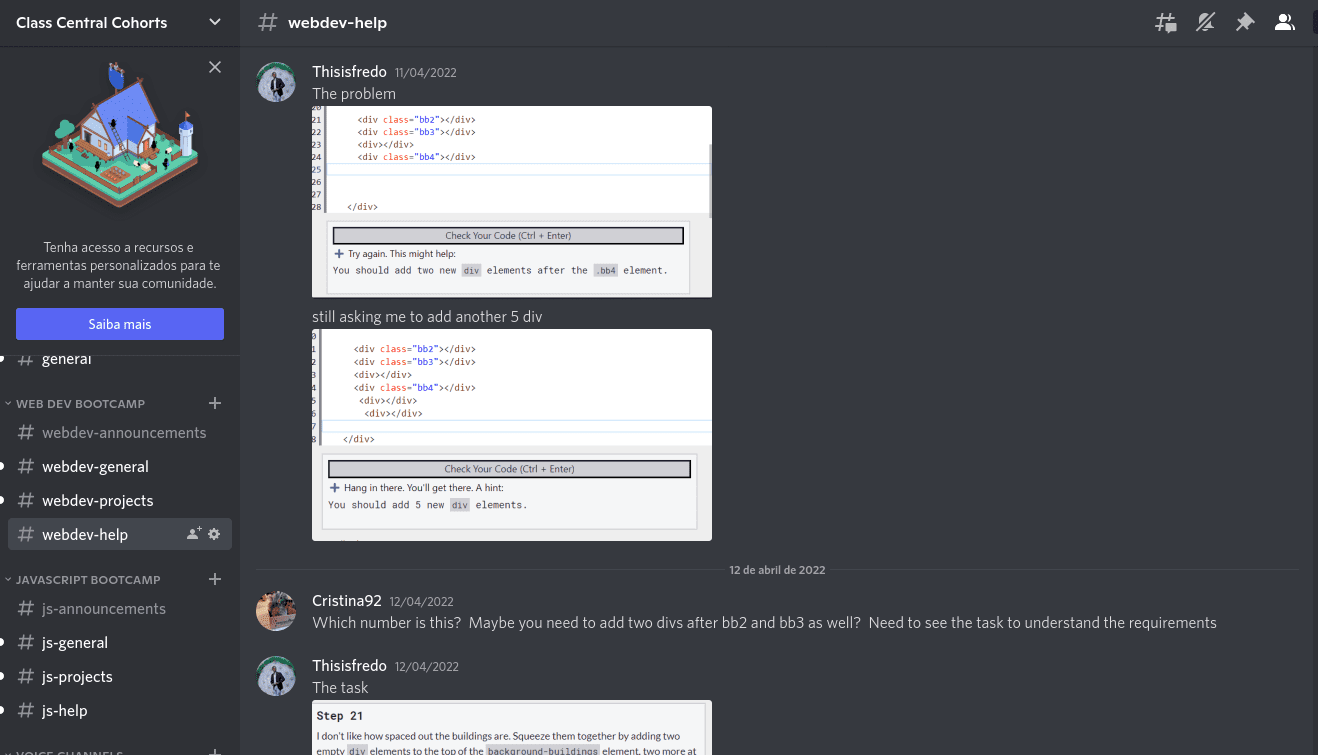 Class Central Cohorts
Tenha acesso a recursos e
ferramentas personalizados para te
ajudar a manter sua comunidade.
Saiba mais
# general
WEB DEV BOOTCAMP +
# webdev-announcements
# webdev-general
# webdev-projects
# webdev-help
JAVASCRIPT BOOTCAMP +
# js-announcements
# js-general
# js-projects
# js-help
VOICE CHANNELS +
# webdev-help
Thisisfredo 11/04/2022
The problem
20
21 <div class="bb2"></div>
22 <div class="bb3"></div>
23 <div></div>
24 <div class="bb4"></div>
25
26
27
28 </div>
Check Your Code (Ctrl + Enter)
Try again. This might help:
You should add two new div elements after the .bb4 element.
still asking me to add another 5 div
0
1 <div class="bb2"></div>
2 <div class="bb3"></div>
3 <div></div>
4 <div class="bb4"></div>
5 <div></div>
6 <div></div>
7
8 </div>
Check Your Code (Ctrl + Enter)
Hang in there. You'll get there. A hint:
You should add 5 new div elements.
12 de abril de 2022
Cristina92 12/04/2022
Which number is this? Maybe you need to add two divs after bb2 and bb3 as well? Need to see the task to understand the requirements
Thisisfredo 12/04/2022
The task
Step 21
I don't like how spaced out the buildings are. Squeeze them together by adding two
empty div elements to the top of the background-buildings element, two more at